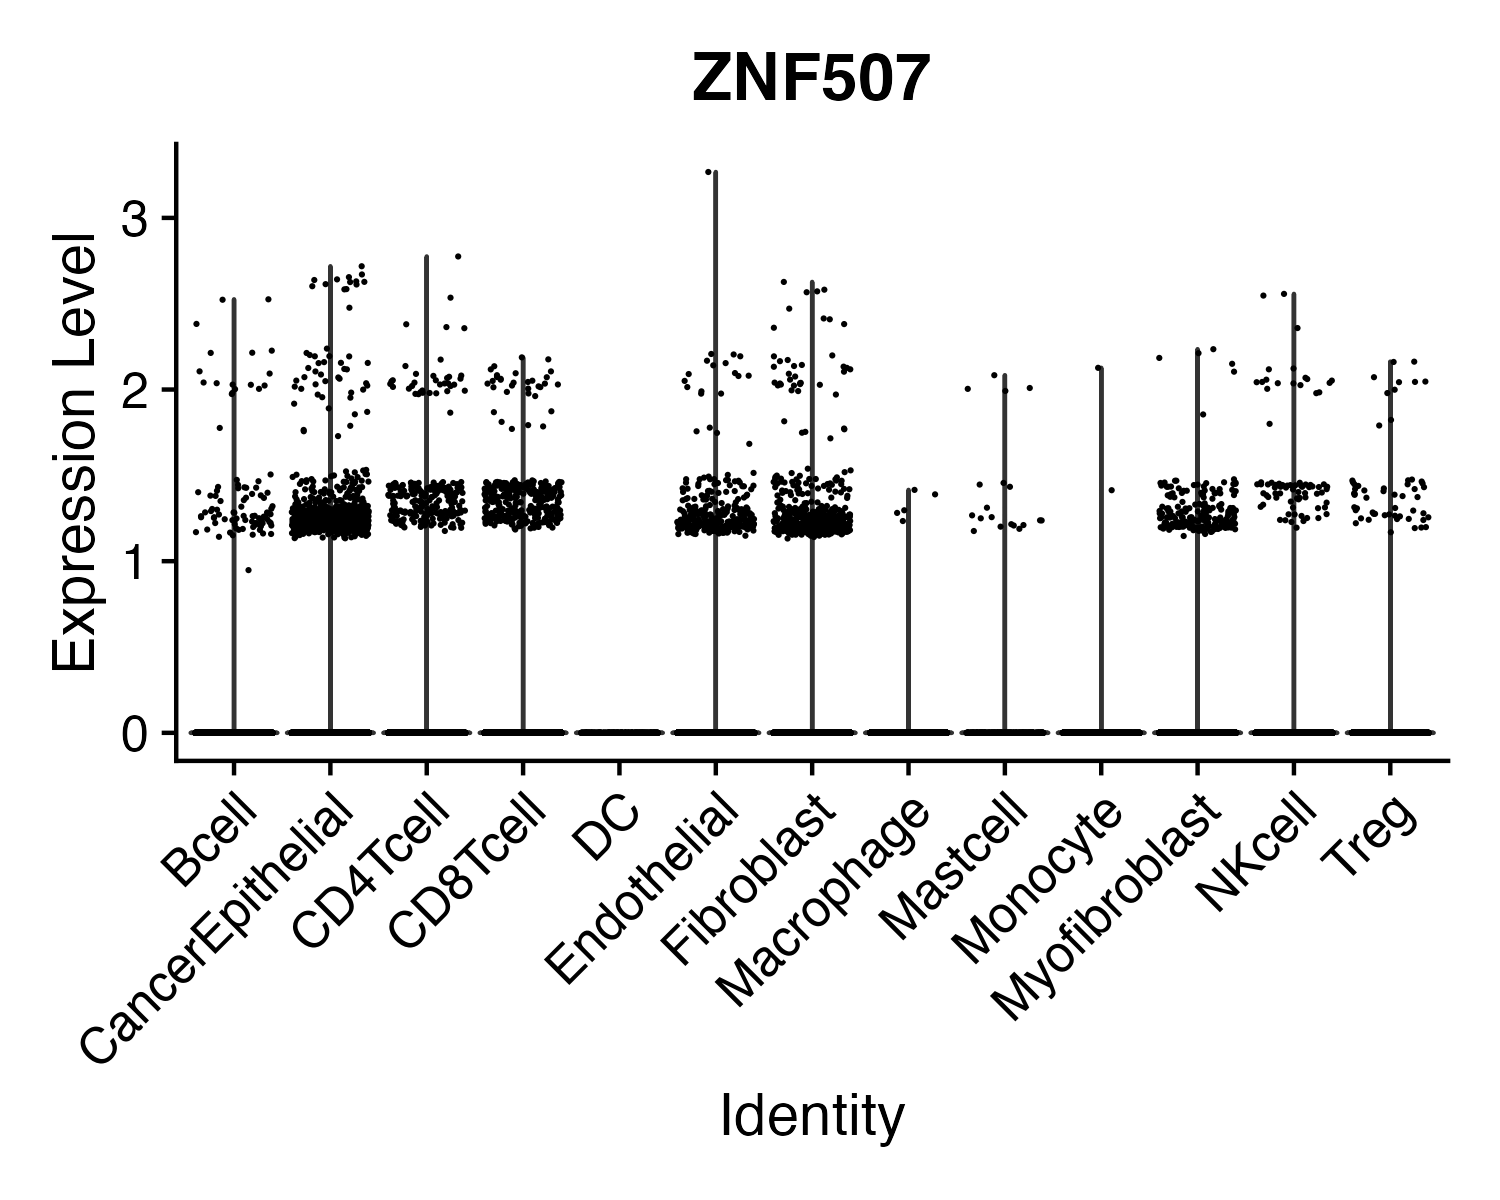 ZNF507
Expression Level
3
2
1
0
Bcell
CancerEpithelial
CD4Tcell
CD8Tcell
DC
Endothelial
Fibroblast
Macrophage
Mastcell
Monocyte
Myofibroblast
NKcell
Treg
Identity